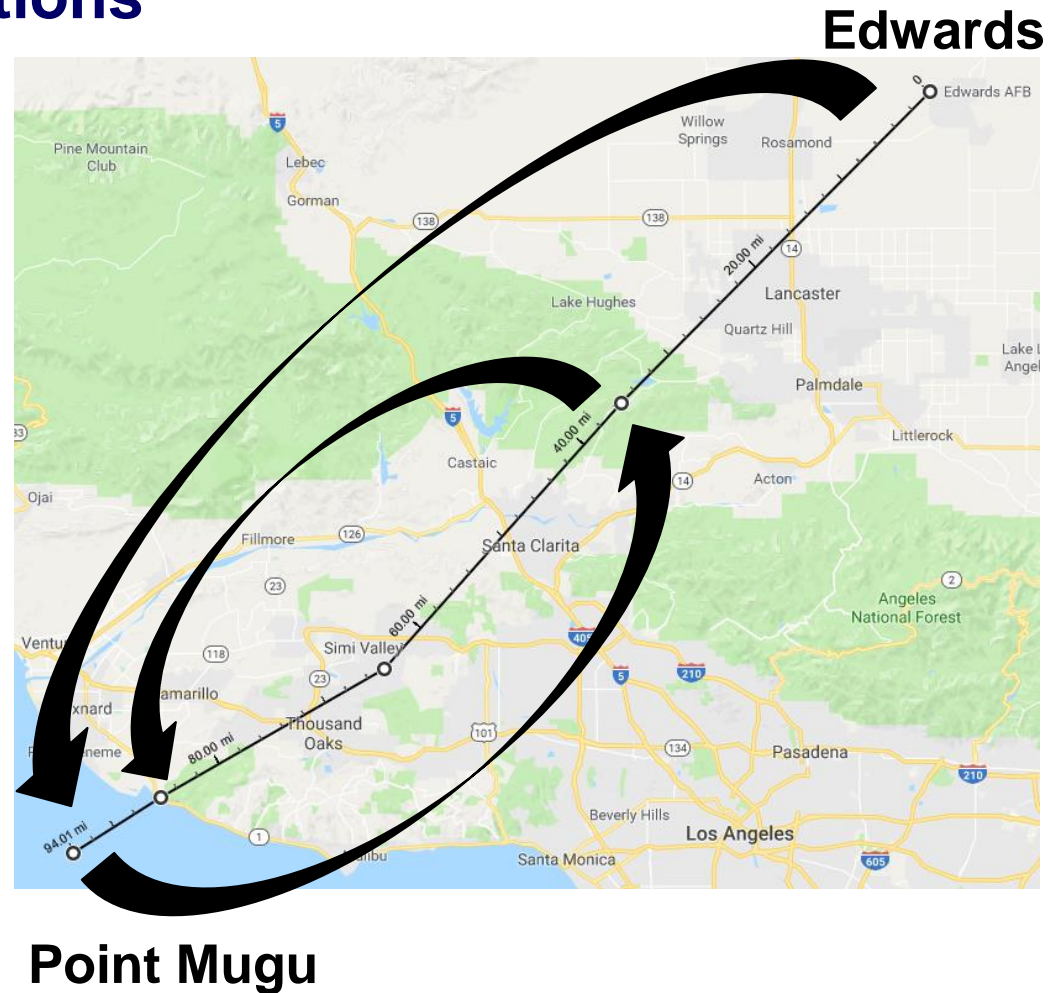 tions
Edwards
0
Edwards AFB
5
Pine Mountain
Club
Willow
Springs
Rosamond
Lebec
Gorman
138
138
20.00 mi
14
Lancaster
Lake Hughes
Quartz Hill
Lake L
Angel
Palmdale
5
40.00 mi
33
Littlerock
Castaic
14
Acton
Ojai
126
Fillmore
Santa Clarita
2
23
Angeles
National Forest
60.00 mi
405
Ventu
118
Simi Valley
5
210
23
amarillo
xnard
Thousand
Oaks
101
134
Pasadena
eneme
80.00 mi
210
Beverly Hills
94.01 mi
1
Los Angeles
alibu
Santa Monica
605
Point Mugu